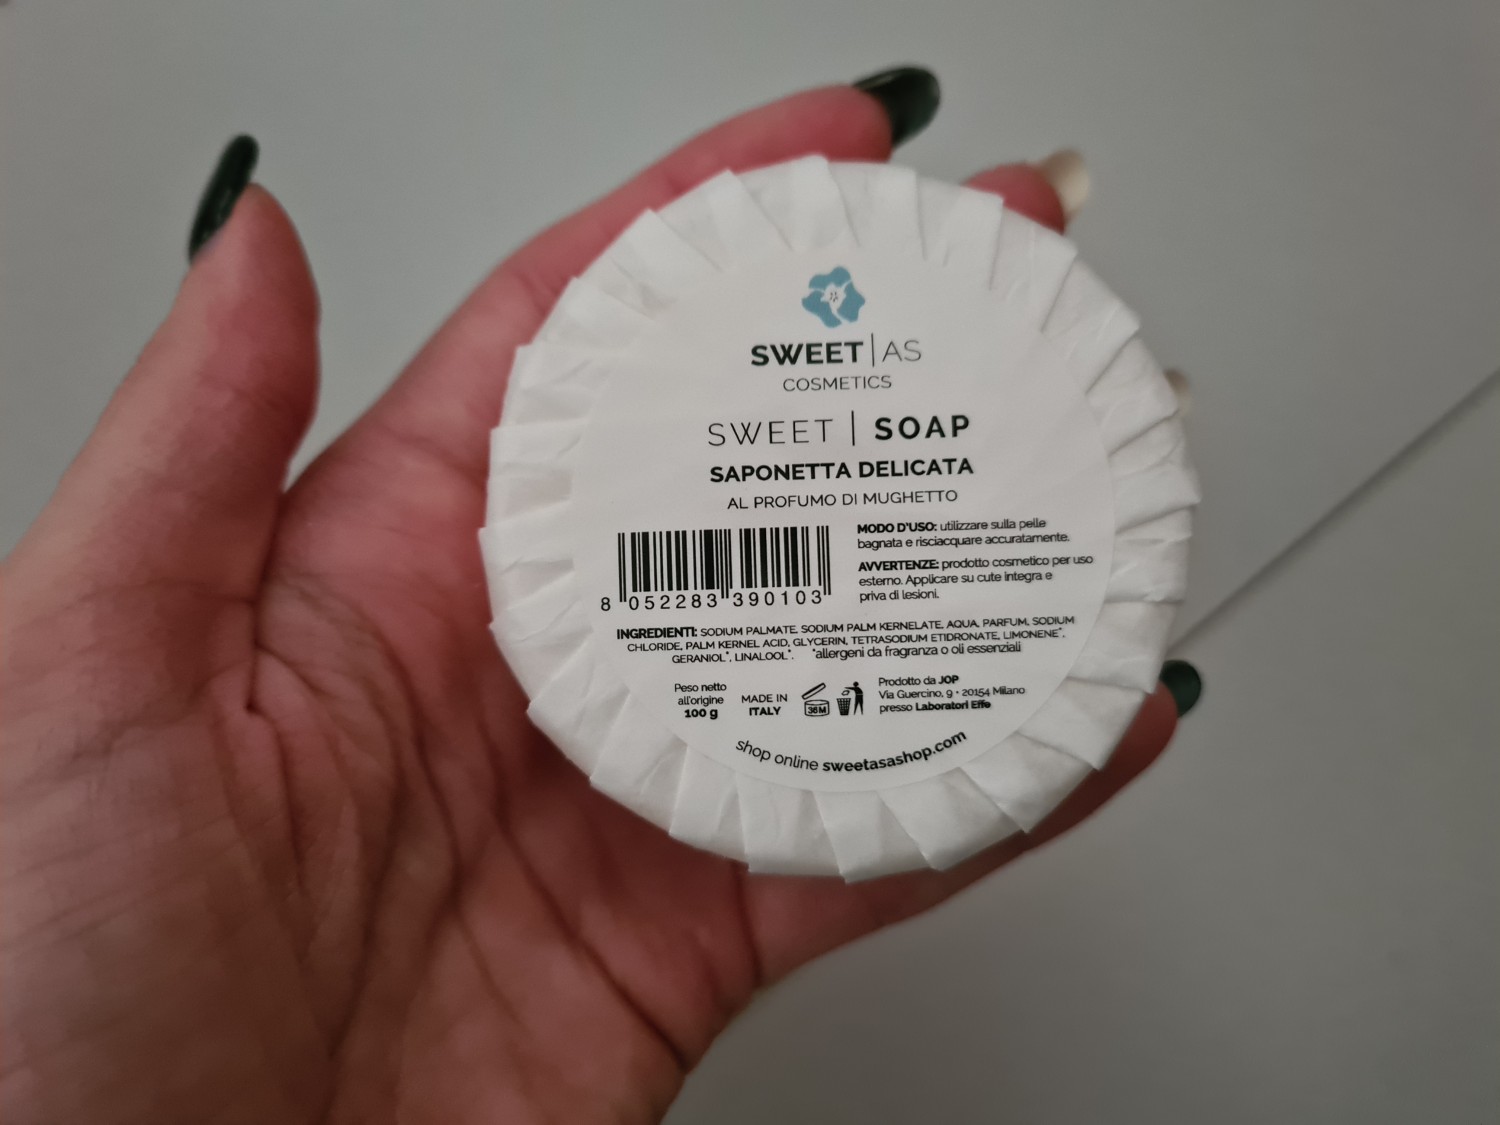 SWEET|AS
COSMETICS
SWEET | SOAP
SAPONETTA DELICATA
AL PROFUMO DI MUGHETTO
MODO D'USO: utilizzare sulla pelle
bagnata e risciacquare accuratamente.
AVVERTENZE: prodotto cosmetico per uso
esterno. Applicare su cute integra e
priva di lesioni.
8 052283 390103
INGREDIENTI: SODIUM PALMATE, SODIUM PALM KERNELATE, AQUA, PARFUM, SODIUM
CHLORIDE, PALM KERNEL ACID, GLYCERIN, TETRASODIUM ETIDRONATE, LIMONENE*,
GERANIOL*, LINALOOL*. *allergeni da fragranza o oli essenziali
Peso netto
all'origine
100 g
MADE IN
ITALY
36M
Prodotto da JOP
Via Guercino, 9 • 20154 Milano
presso Laboratori Effe
shop online sweetasashop.com